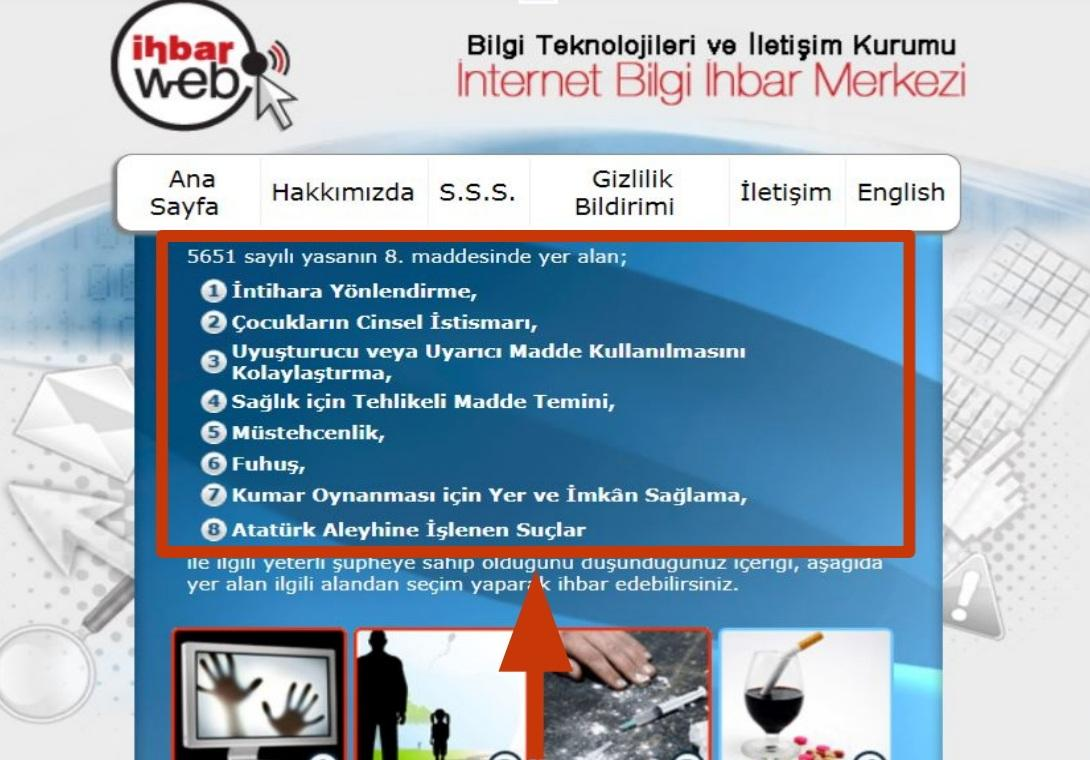 ihbar
web
Bilgi Teknolojileri ve İletişim Kurumu
İnternet Bilgi İhbar Merkezi
Ana Sayfa
Hakkımızda
S.S.S.
Gizlilik Bildirimi
İletişim
English
5651 sayılı yasanın 8. maddesinde yer alan;
1 İntihara Yönlendirme,
2 Çocukların Cinsel İstismarı,
3 Uyuşturucu veya Uyarıcı Madde Kullanılmasını
Kolaylaştırma,
4 Sağlık için Tehlikeli Madde Temini,
5 Müstehcenlik,
6 Fuhuş,
7 Kumar Oynanması için Yer ve İmkân Sağlama,
8 Atatürk Aleyhine İşlenen Suçlar
ile ilgili yeterli şüpheye sahip olduğunu düşündüğünüz içeriği, aşağıda
yer alan ilgili alandan seçim yaparak ihbar edebilirsiniz.